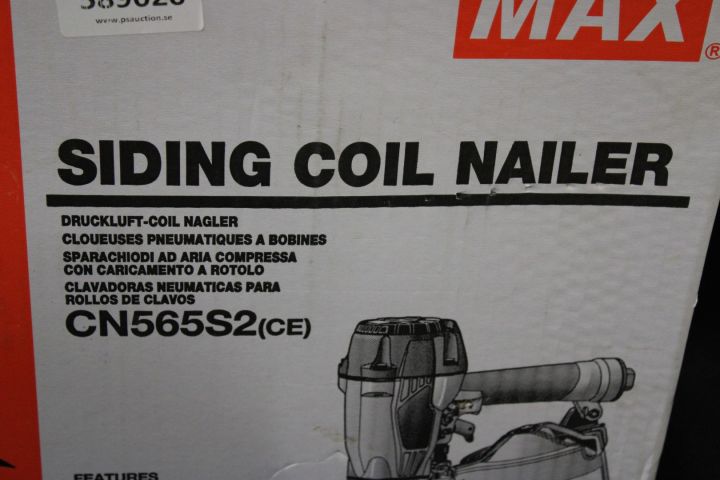 www.psauction.se
MAX
®
SIDING COIL NAILER
DRUCKLUFT-COIL NAGLER
CLOUEUSES PNEUMATIQUES A BOBINES
SPARACHIODI AD ARIA COMPRESSA
CON CARICAMENTO A ROTOLO
CLAVADORAS NEUMATICAS PARA
ROLLOS DE CLAVOS
CN565S2(CE)
FEATURES